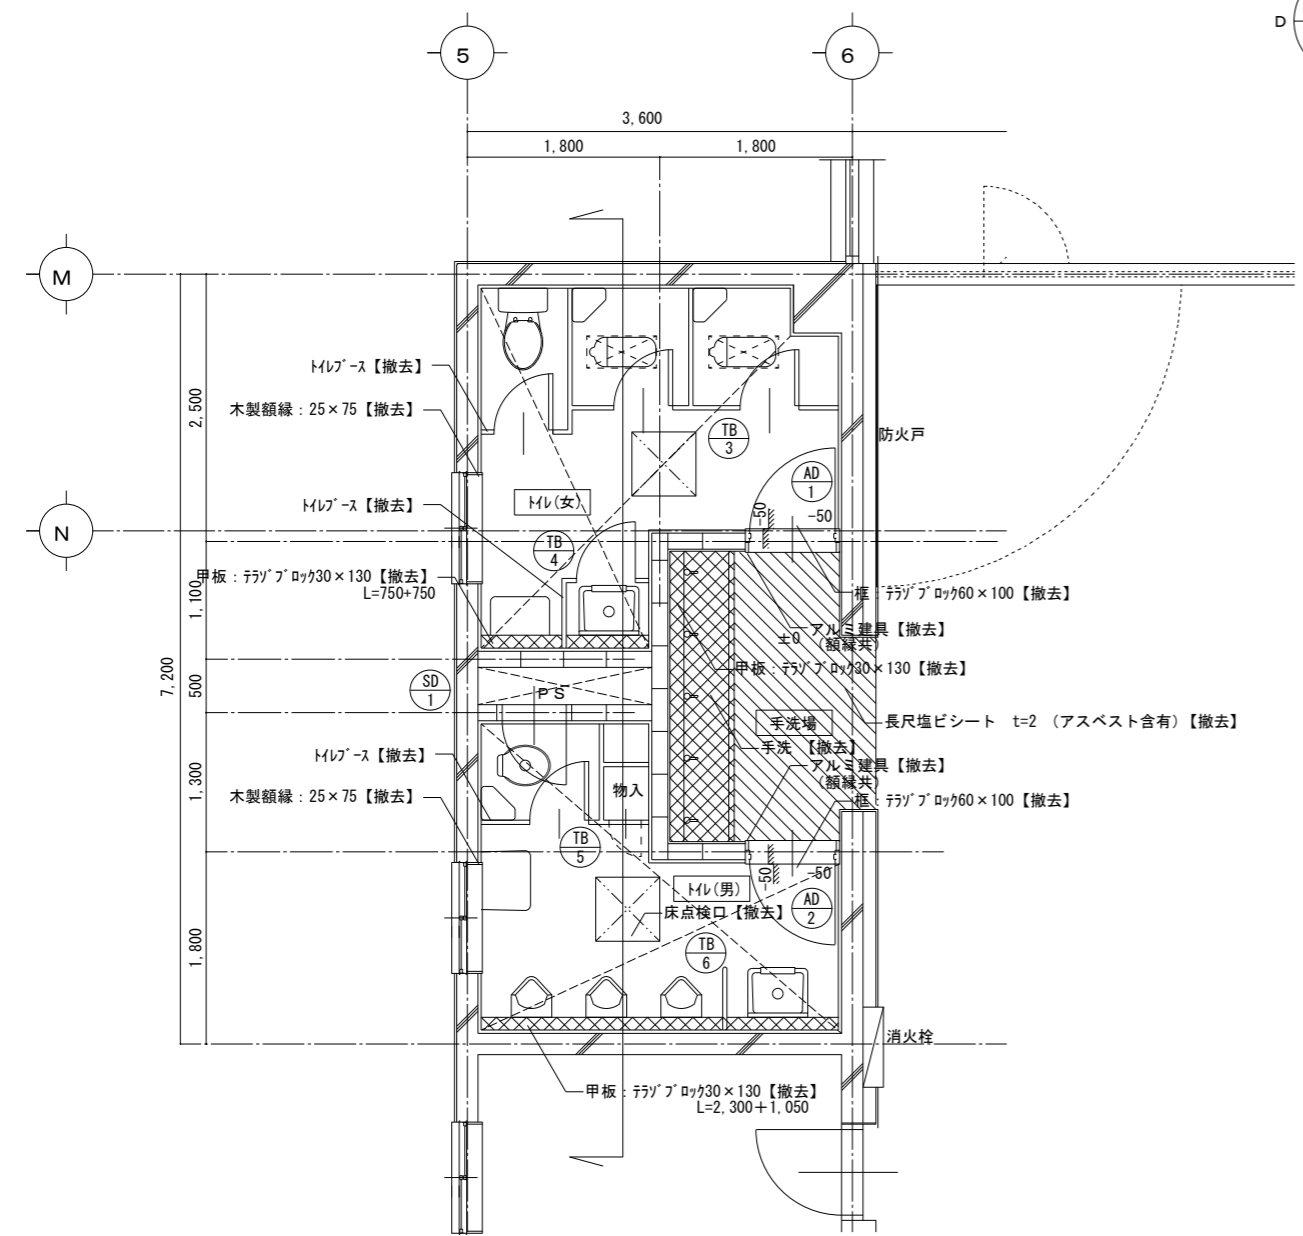 D
5
6
3,600
1,800
1,800
M
ﾄｲﾚﾌﾞｰｽ【撤去】
2,500
木製額縁：25×75【撤去】
防火戸
TB
3
AD
1
ﾄｲﾚ(女)
ﾄｲﾚﾌﾞｰｽ【撤去】
-50
-50
N
TB
4
甲板：ﾃﾗｿﾞﾌﾞﾛｯｸ30×130【撤去】
L=750+750
1,100
框：ﾃﾗｿﾞﾌﾞﾛｯｸ60×100【撤去】
アルミ建具【撤去】
±0
(額縁共)
7,200
甲板：ﾃﾗｿﾞﾌﾞﾛｯｸ30×130【撤去】
500
SD
1
PS
手洗場
長尺塩ビシート　t=2　(アスベスト含有)【撤去】
ﾄｲﾚﾌﾞｰｽ【撤去】
手洗　【撤去】
アルミ建具【撤去】
(額縁共)
1,300
木製額縁：25×75【撤去】
物入
框：ﾃﾗｿﾞﾌﾞﾛｯｸ60×100【撤去】
TB
5
-50
-50
ﾄｲﾚ(男)
AD
2
床点検口【撤去】
1,800
TB
6
消火栓
甲板：ﾃﾗｿﾞﾌﾞﾛｯｸ30×130【撤去】
L=2,300＋1,050